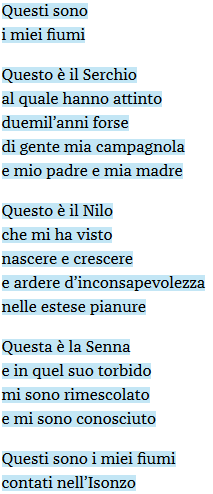 Questi sono
i miei fiumi

Questo è il Serchio
al quale hanno attinto
duemil’anni forse
di gente mia campagnola
e mio padre e mia madre

Questo è il Nilo
che mi ha visto
nascere e crescere
e ardere d’inconsapevolezza
nelle estese pianure

Questa è la Senna
e in quel suo torbido
mi sono rimescolato
e mi sono conosciuto

Questi sono i miei fiumi
contati nell’Isonzo